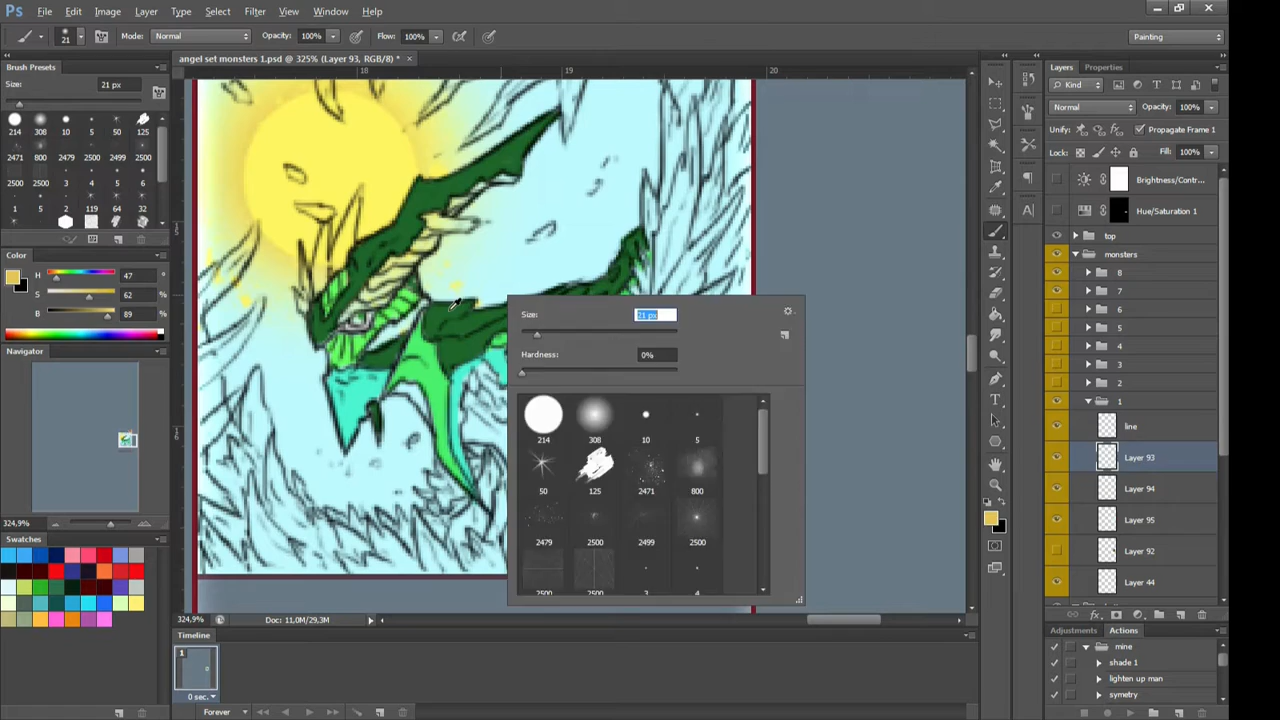 Ps File Edit Image Layer Type Select Filter View Window Help
21 Mode: Normal Opacity: 100% Flow: 100% Painting
angel set monsters 1.psd @ 325% (Layer 93, RGB/8) * ×
Brush Presets
Size: 21 px
214 308 10 5 50 125
2471 800 2479 2500 2499 2500
2500 2500 3 4 5 6
1 5 2 119 64 32
Color
H 47
S 62
B 89
Navigator
324,9%
Swatches
18 19 20
16
Size: 21 px
Hardness: 0%
214 308 10 5
50 125 2471 800
2479 2500 2499 2500
2500 2500 3 4
324,9% Doc: 11,0M/29,3M
Timeline
1
0 sec.
Forever
Layers Properties
Kind
Normal Opacity: 100%
Unify: Propagate Frame 1
Lock: Fill: 100%
Brightness/Contr...
Hue/Saturation 1
top
monsters
8
7
6
5
4
3
2
1
line
Layer 93
Layer 94
Layer 95
Layer 92
Layer 44
Adjustments Actions
mine
shade 1
lighten up man
symetry